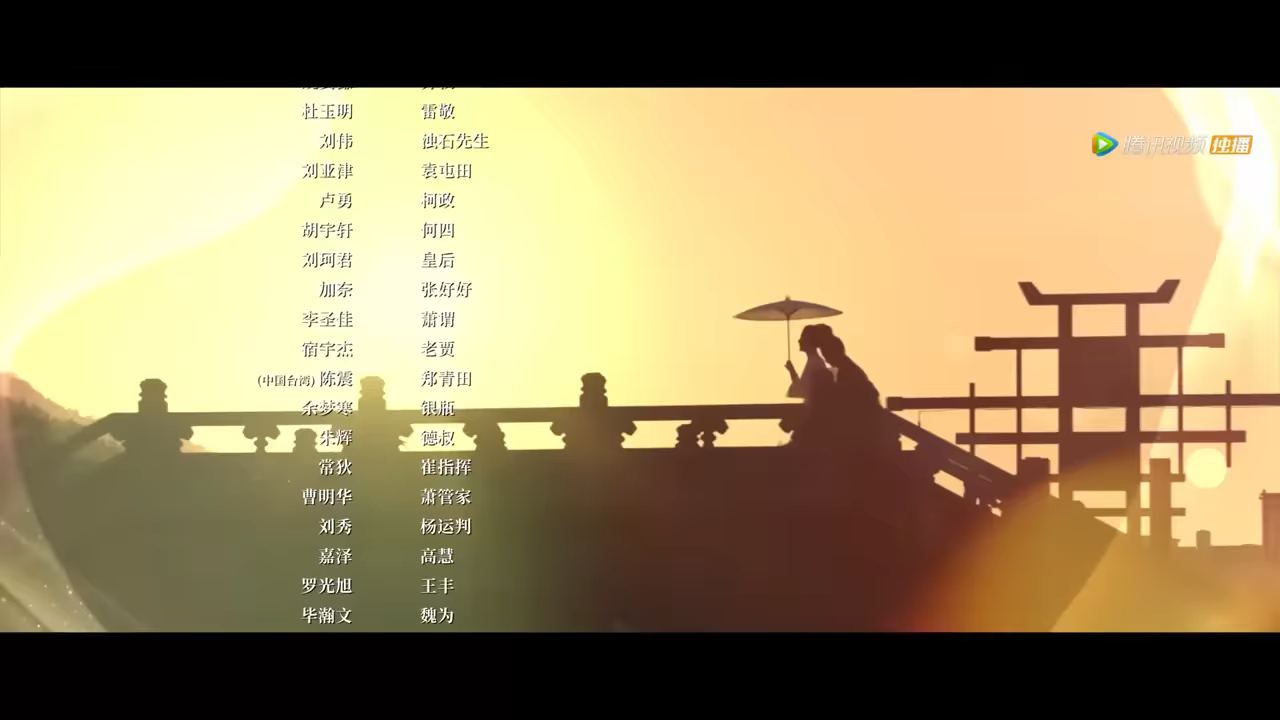 杜玉明 雷敬
刘伟 浊石先生
刘亚津 袁屯田
卢勇 柯政
胡宇轩 何四
刘珂君 皇后
加奈 张好好
李圣佳 萧谓
宿宇杰 老贾
(中国台湾) 陈震 郑青田
余梦寒 银瓶
朱辉 德叔
常狄 崔指挥
曹明华 萧管家
刘秀 杨运判
嘉泽 高慧
罗光旭 王丰
毕瀚文 魏为
腾讯视频 独播